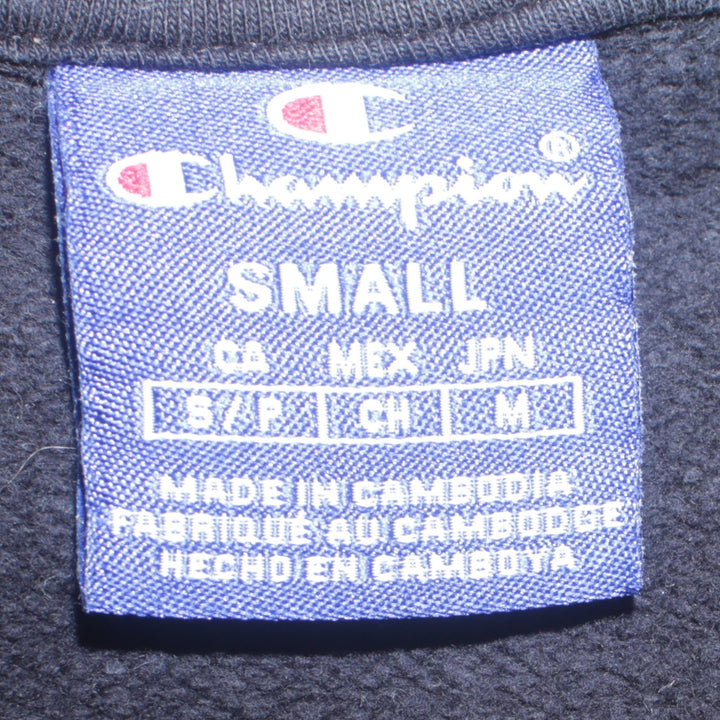 Champion®
SMALL
CA MEX JPN
S/P CH M
MADE IN CAMBODIA
FABRIQUÉ AU CAMBODGE
HECHO EN CAMBOYA